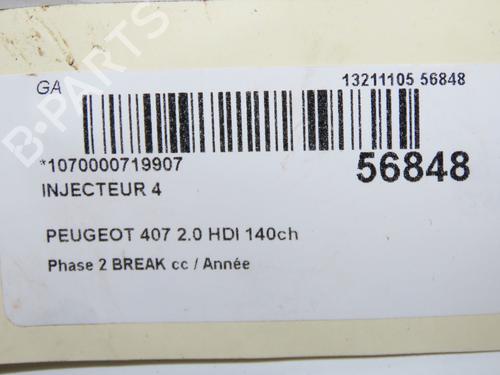 GA
13211105 56848
*1070000719907
56848
INJECTEUR 4
PEUGEOT 407 2.0 HDI 140ch
Phase 2 BREAK cc / Année
B-PARTS